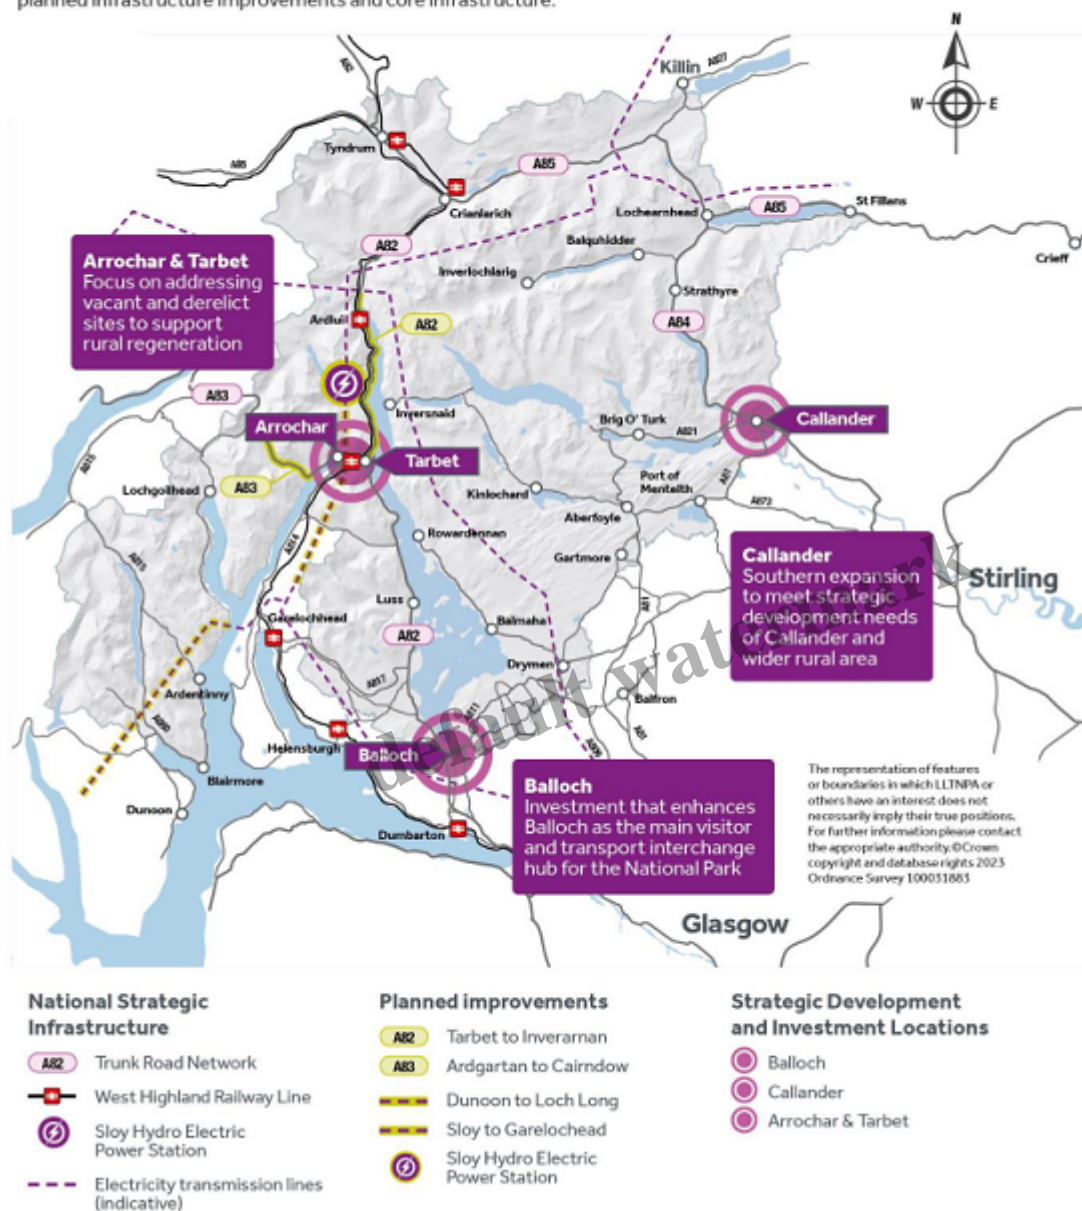 planned infrastructure improvements and core infrastructure.
N
W
E
Killin
A827
A82
Tyndrum
A85
A85
Crianlarich
Lochearnhead
A85
St Fillans
Crieff
A82
Balquhidder
Inverlochlarig
Strathyre
Arrochar & Tarbet
Focus on addressing
vacant and derelict
sites to support
rural regeneration
Ardlui
A82
A84
A83
Inversnaid
Arrochar
Brig O' Turk
A821
Callander
Tarbet
A815
Lochgoilhead
A83
Kinlochard
Port of
Menteith
A81
A873
Aberfoyle
Rowardennan
A814
Gartmore
Callander
Southern expansion
to meet strategic
development needs
of Callander and
wider rural area
Stirling
A815
Luss
A81
Garelochhead
A82
Balmaha
Drymen
A817
Ardentinny
Balfron
A880
A811
A81
A809
Helensburgh
Balloch
default watermark
Blairmore
Dunoon
Dumbarton
Balloch
Investment that enhances
Balloch as the main visitor
and transport interchange
hub for the National Park
The representation of features
or boundaries in which LLTNPA or
others have an interest does not
necessarily imply their true positions.
For further information please contact
the appropriate authority.©Crown
copyright and database rights 2023
Ordnance Survey 100031883
Glasgow
National Strategic
Infrastructure
A82 Trunk Road Network
West Highland Railway Line
Sloy Hydro Electric
Power Station
Electricity transmission lines
(indicative)
Planned improvements
A82 Tarbet to Inverarnan
A83 Ardgartan to Cairndow
Dunoon to Loch Long
Sloy to Garelochead
Sloy Hydro Electric
Power Station
Strategic Development
and Investment Locations
Balloch
Callander
Arrochar & Tarbet